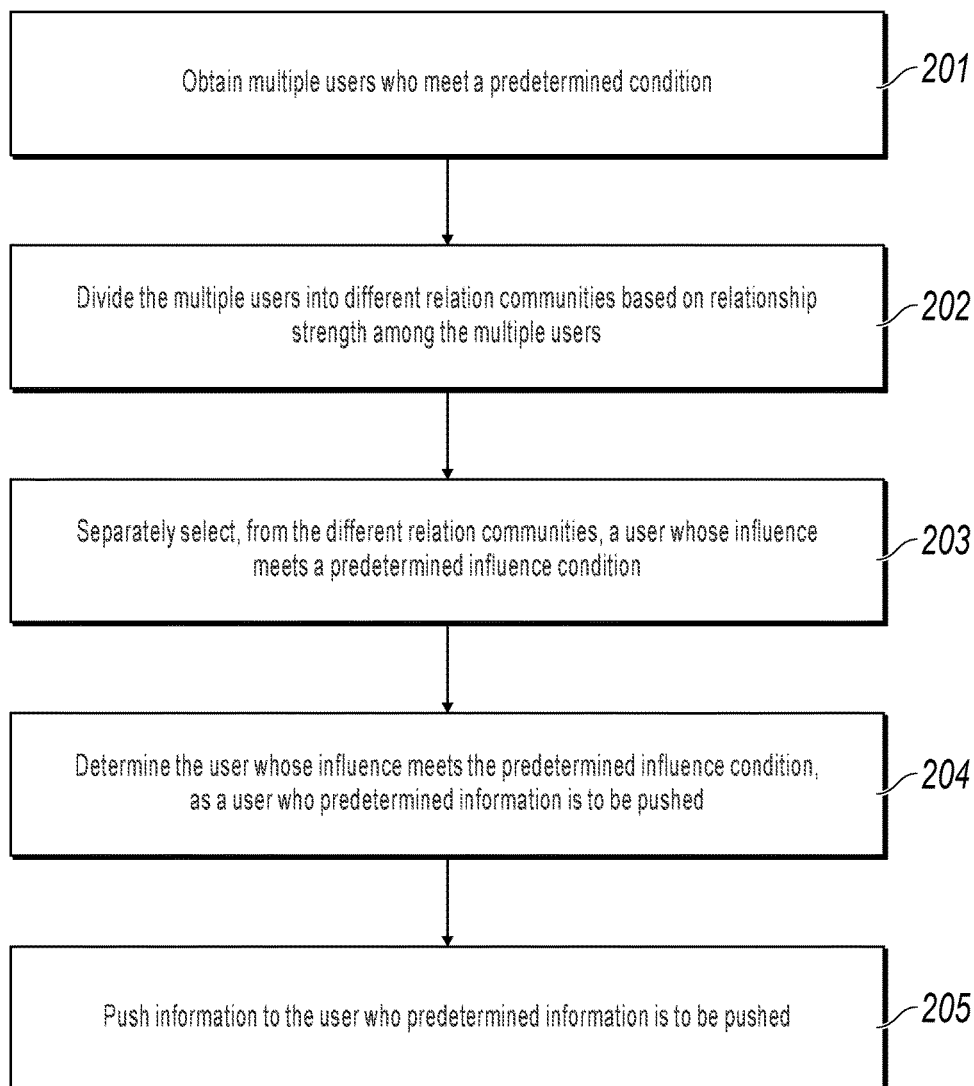 Obtain multiple users who meet a predetermined condition
201
Divide the multiple users into different relation communities based on relationship
strength among the multiple users
202
Separately select, from the different relation communities, a user whose influence
meets a predetermined influence condition
203
Determine the user whose influence meets the predetermined influence condition,
as a user who predetermined information is to be pushed
204
Push information to the user who predetermined information is to be pushed
205